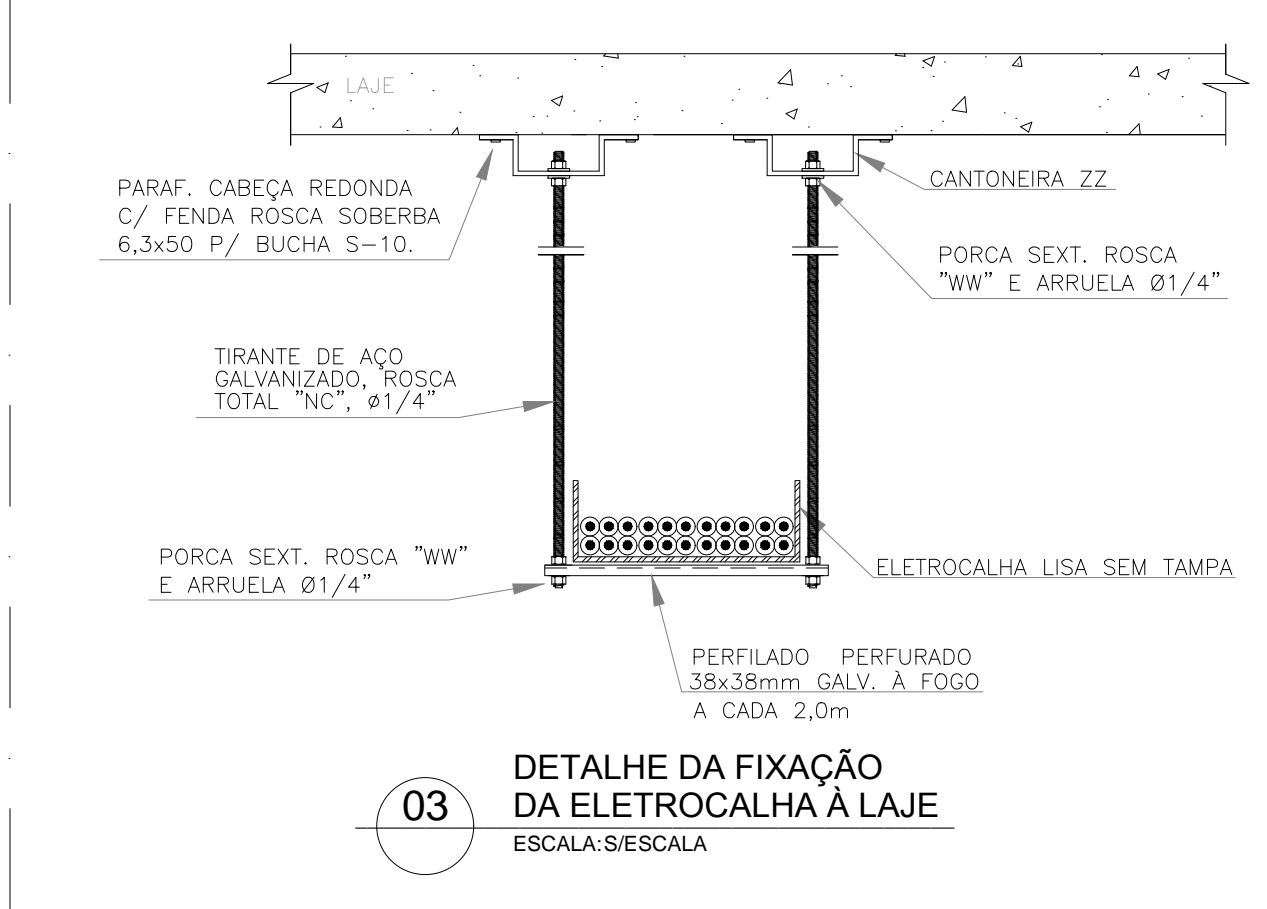 LAJE
PARAF. CABEÇA REDONDA
C/ FENDA ROSCA SOBERBA
6,3x50 P/ BUCHA S-10.
CANTONEIRA ZZ
PORCA SEXT. ROSCA
"WW" E ARRUELA Ø1/4"
TIRANTE DE AÇO
GALVANIZADO, ROSCA
TOTAL "NC", ø1/4"
PORCA SEXT. ROSCA "WW"
E ARRUELA Ø1/4"
ELETROCALHA LISA SEM TAMPA
PERFILADO PERFURADO
38x38mm GALV. À FOGO
A CADA 2,0m
03
DETALHE DA FIXAÇÃO
DA ELETROCALHA À LAJE
ESCALA:S/ESCALA